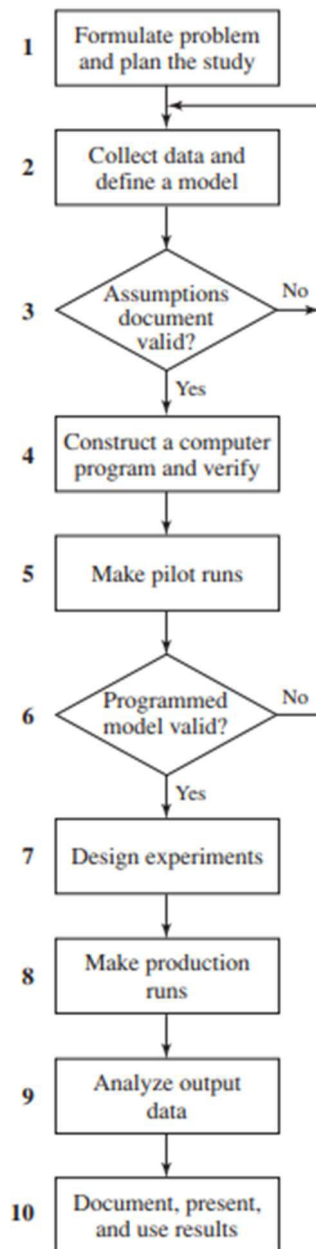 1
Formulate problem
and plan the study
2
Collect data and
define a model
3
Assumptions
document
valid?
No
Yes
4
Construct a computer
program and verify
5
Make pilot runs
6
Programmed
model valid?
No
Yes
7
Design experiments
8
Make production
runs
9
Analyze output
data
10
Document, present,
and use results